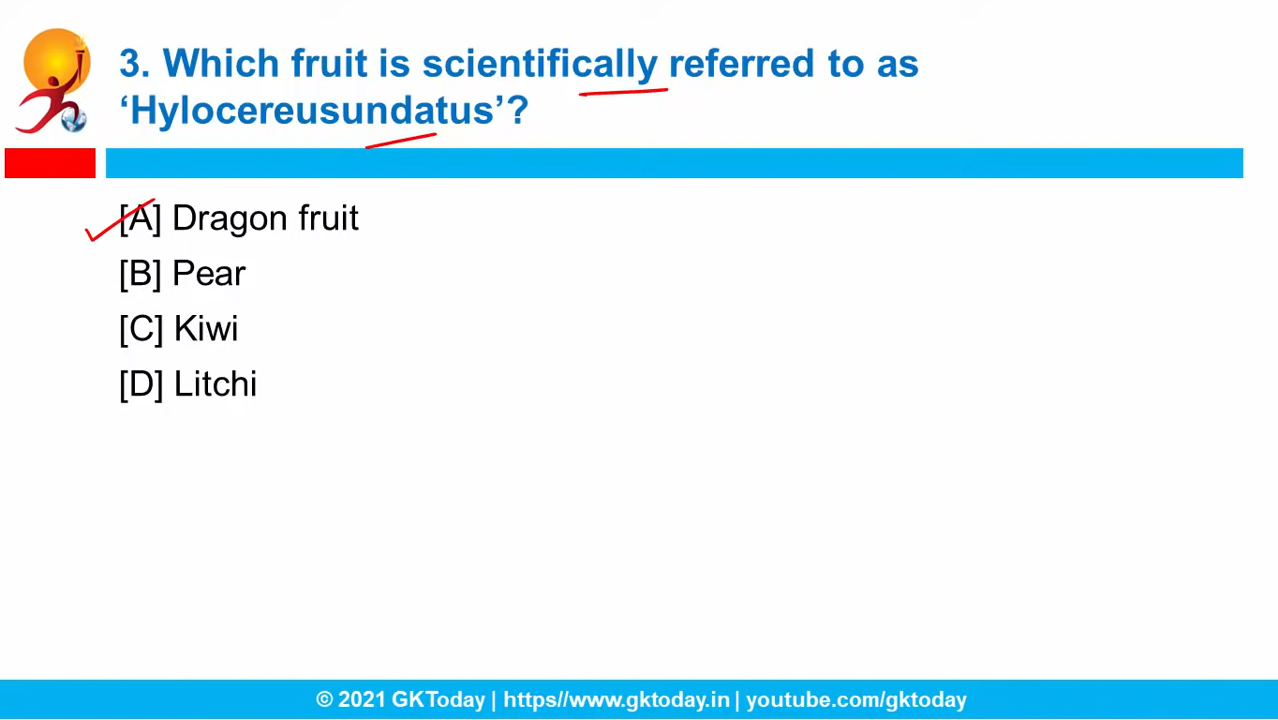 3. Which fruit is scientifically referred to as
‘Hylocereusundatus’?
[A] Dragon fruit
[B] Pear
[C] Kiwi
[D] Litchi
© 2021 GKToday | https//www.gktoday.in | youtube.com/gktoday